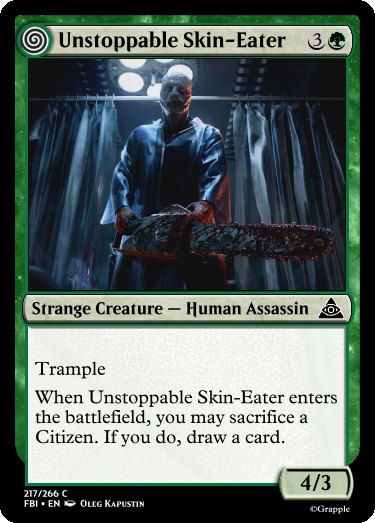 Unstoppable Skin-Eater 3
Strange Creature — Human Assassin
Trample
When Unstoppable Skin-Eater enters
the battlefield, you may sacrifice a
Citizen. If you do, draw a card.
4/3
217/266 C
FBI • EN Oleg Kapustin
©Grapple